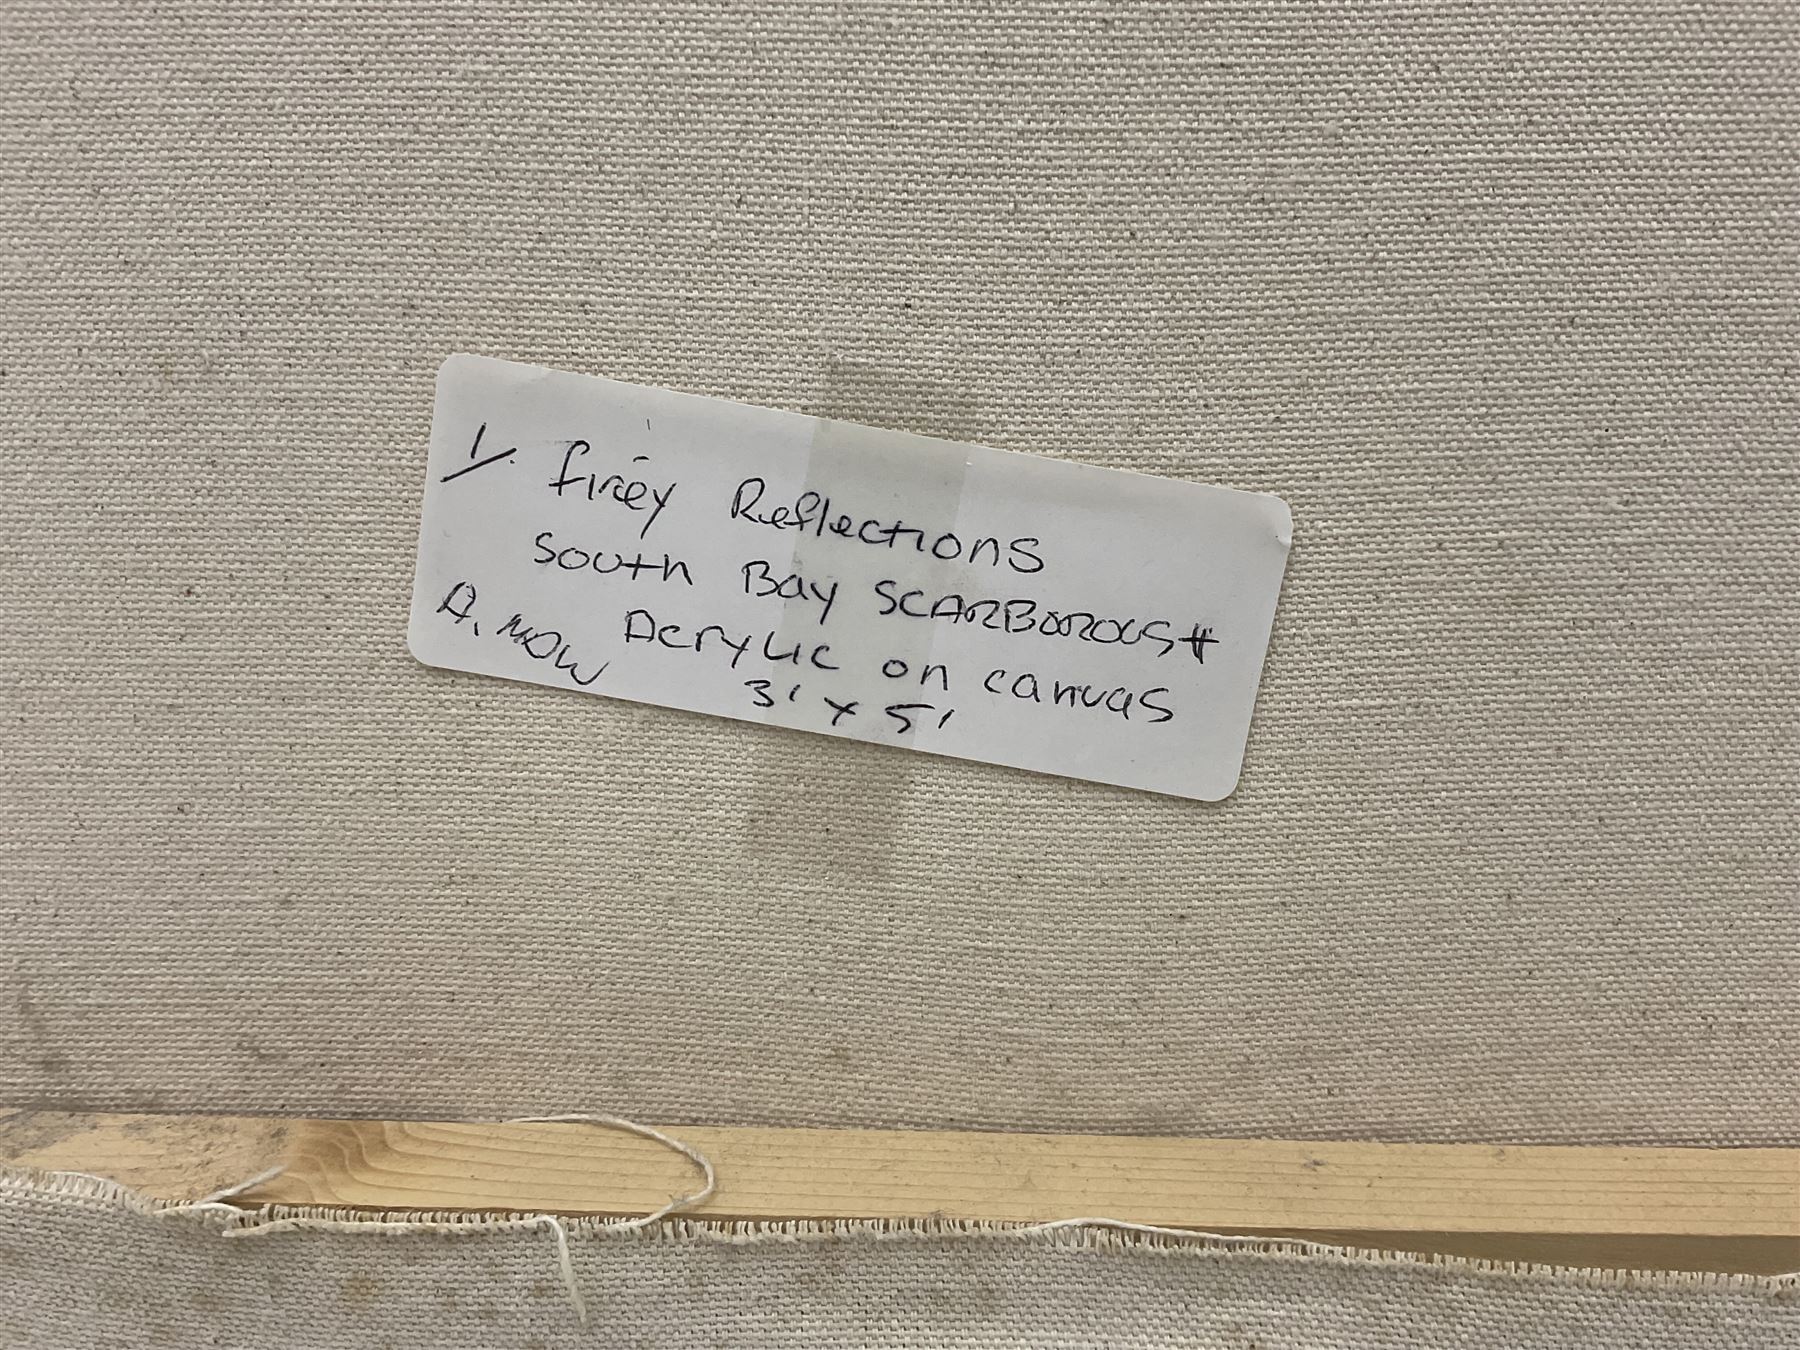 1/. Firey Reflections
South Bay SCARBOROUGH
A. MOW Acrylic on canvas
3' x 5'